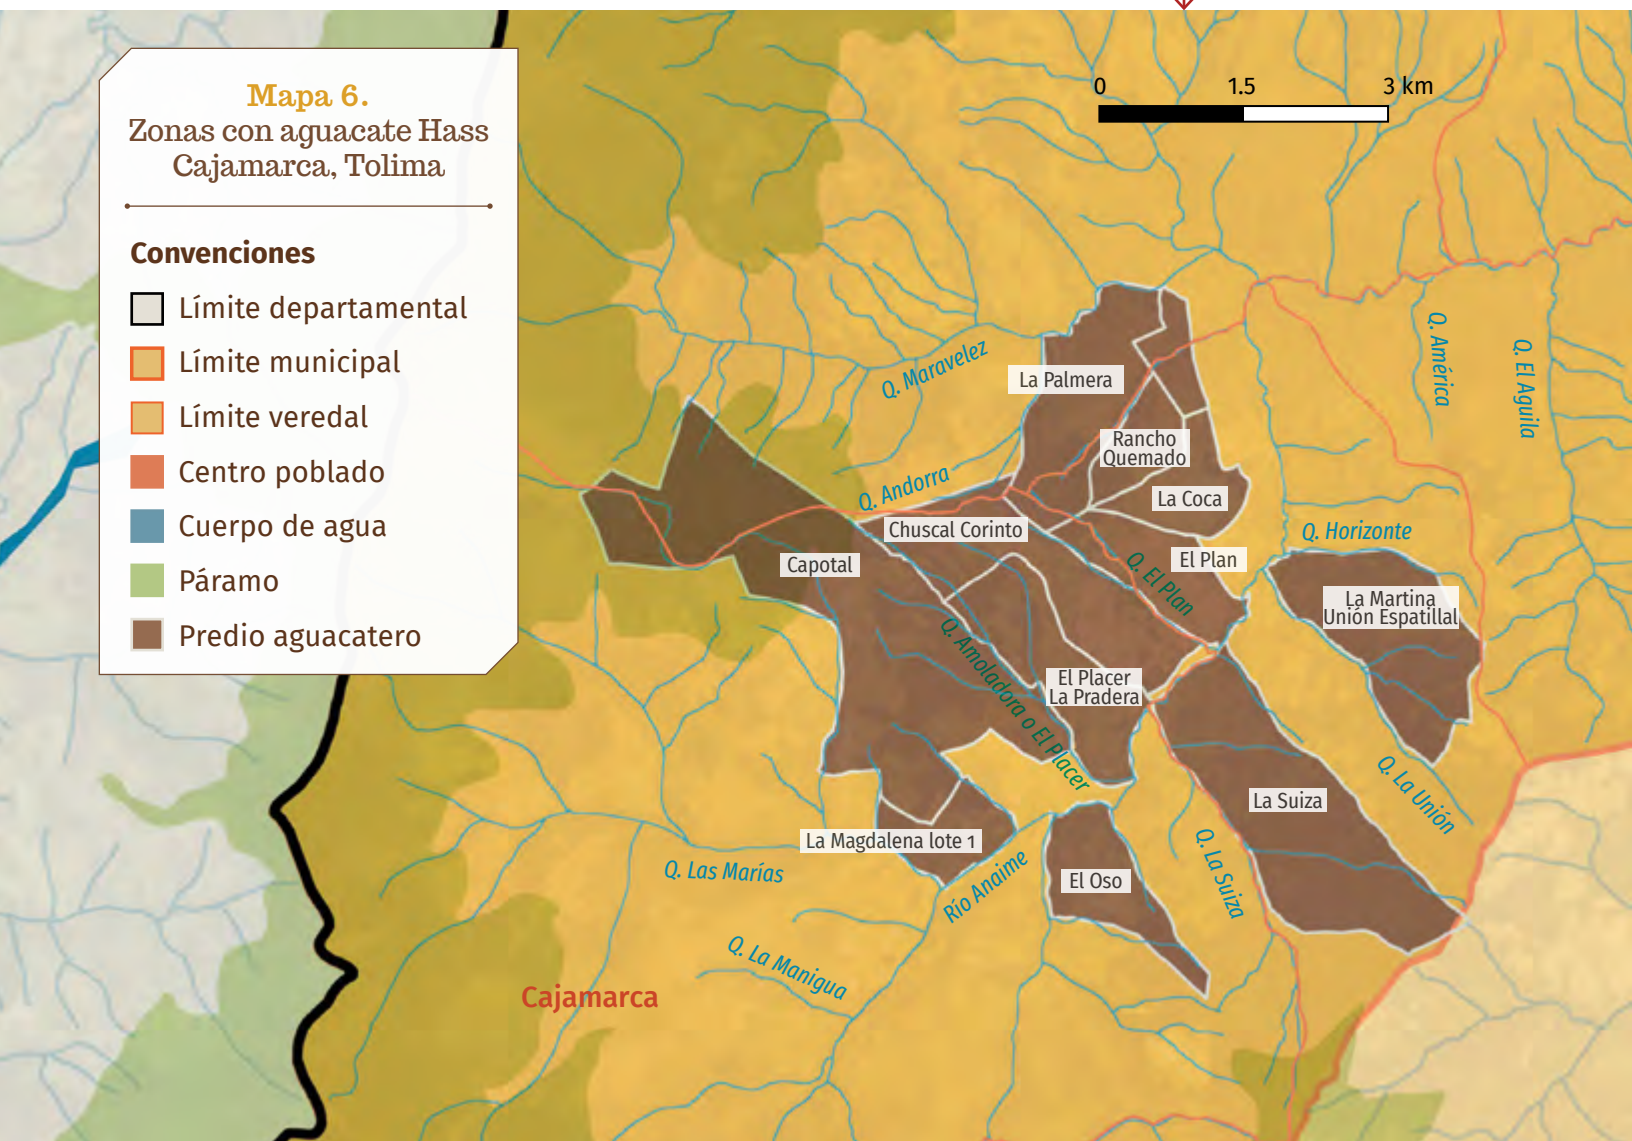 Mapa 6.
Zonas con aguacate Hass
Cajamarca, Tolima
Convenciones
Límite departamental
Límite municipal
Límite veredal
Centro poblado
Cuerpo de agua
Páramo
Predio aguacatero
0 1.5 3 km
Q. Maravelez
La Palmera
Q. América
Q. El Aguila
Rancho
Quemado
Q. Andorra
La Coca
Chuscal Corinto
Q. Horizonte
Capotal
Q. El Plan
El Plan
La Martina
Unión Espatillal
Q. Amoladora o El Placer
El Placer
La Pradera
La Suiza
Q. La Unión
La Magdalena lote 1
Q. Las Marías
Río Anaime
El Oso
Q. La Suiza
Q. La Manigua
Cajamarca